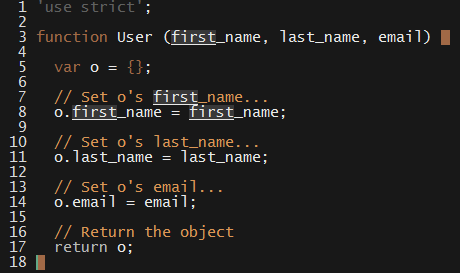 1 'use strict';
2
3 function User (first_name, last_name, email)
4
5 var o = {};
6
7 // Set o's first_name...
8 o.first_name = first_name;
9
10 // Set o's last_name...
11 o.last_name = last_name;
12
13 // Set o's email...
14 o.email = email;
15
16 // Return the object
17 return o;
18